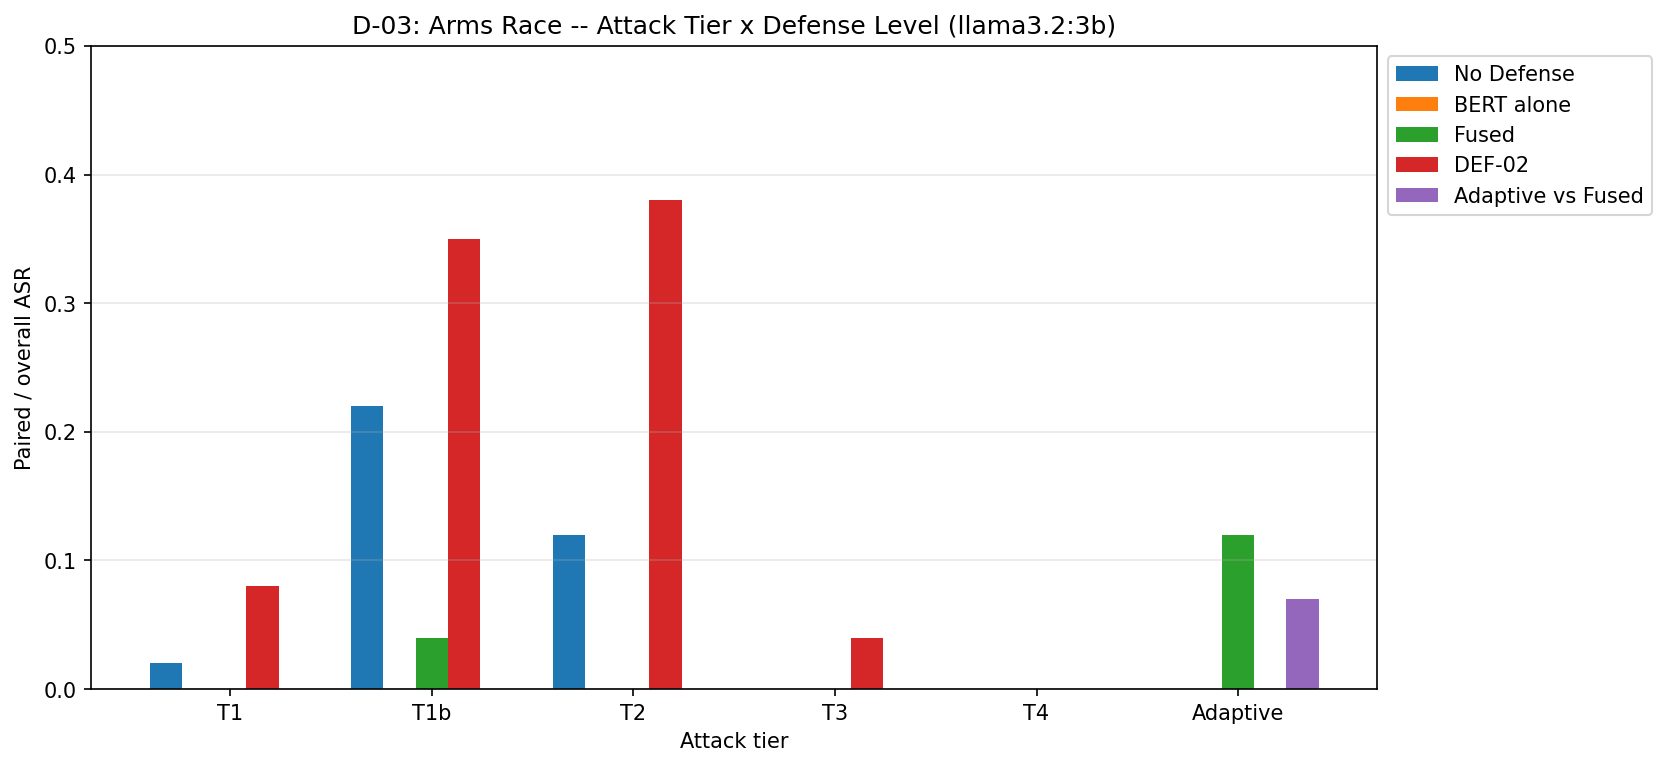 D-03: Arms Race -- Attack Tier x Defense Level (llama3.2:3b)
No Defense
BERT alone
Fused
DEF-02
Adaptive vs Fused
Paired / overall ASR
0.5
0.4
0.3
0.2
0.1
0.0
T1 T1b T2 T3 T4 Adaptive
Attack tier